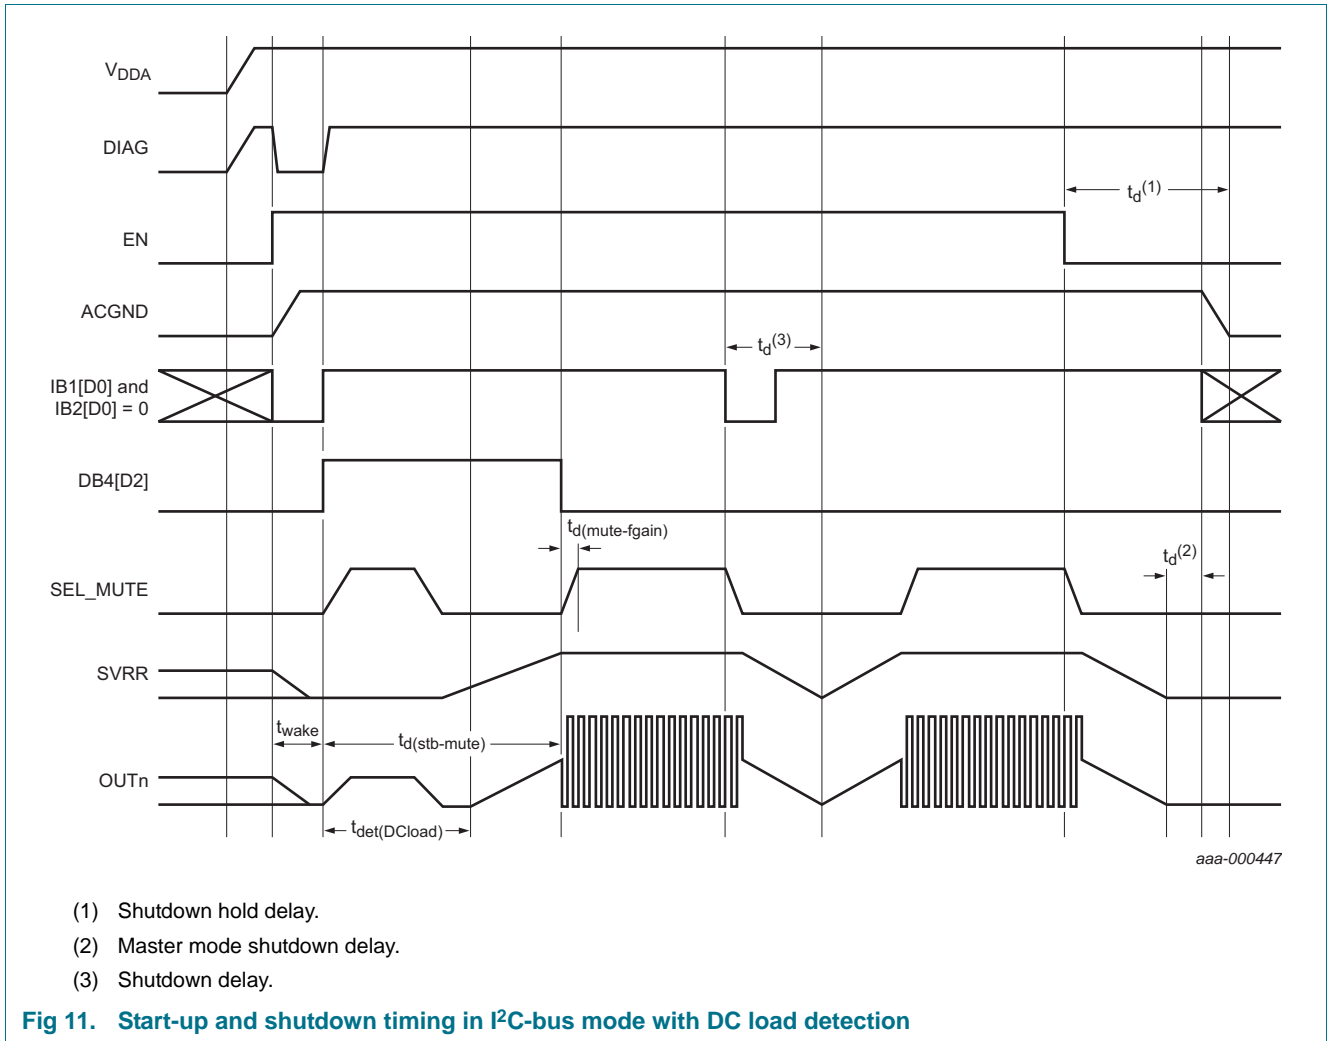 VDDA
DIAG
td(1)
EN
ACGND
td(3)
IB1[D0] and
IB2[D0] = 0
DB4[D2]
td(mute-fgain)
td(2)
SEL_MUTE
SVRR
twake
td(stb-mute)
OUTn
tdet(DCload)
aaa-000447
(1) Shutdown hold delay.
(2) Master mode shutdown delay.
(3) Shutdown delay.
Fig 11. Start-up and shutdown timing in I2C-bus mode with DC load detection